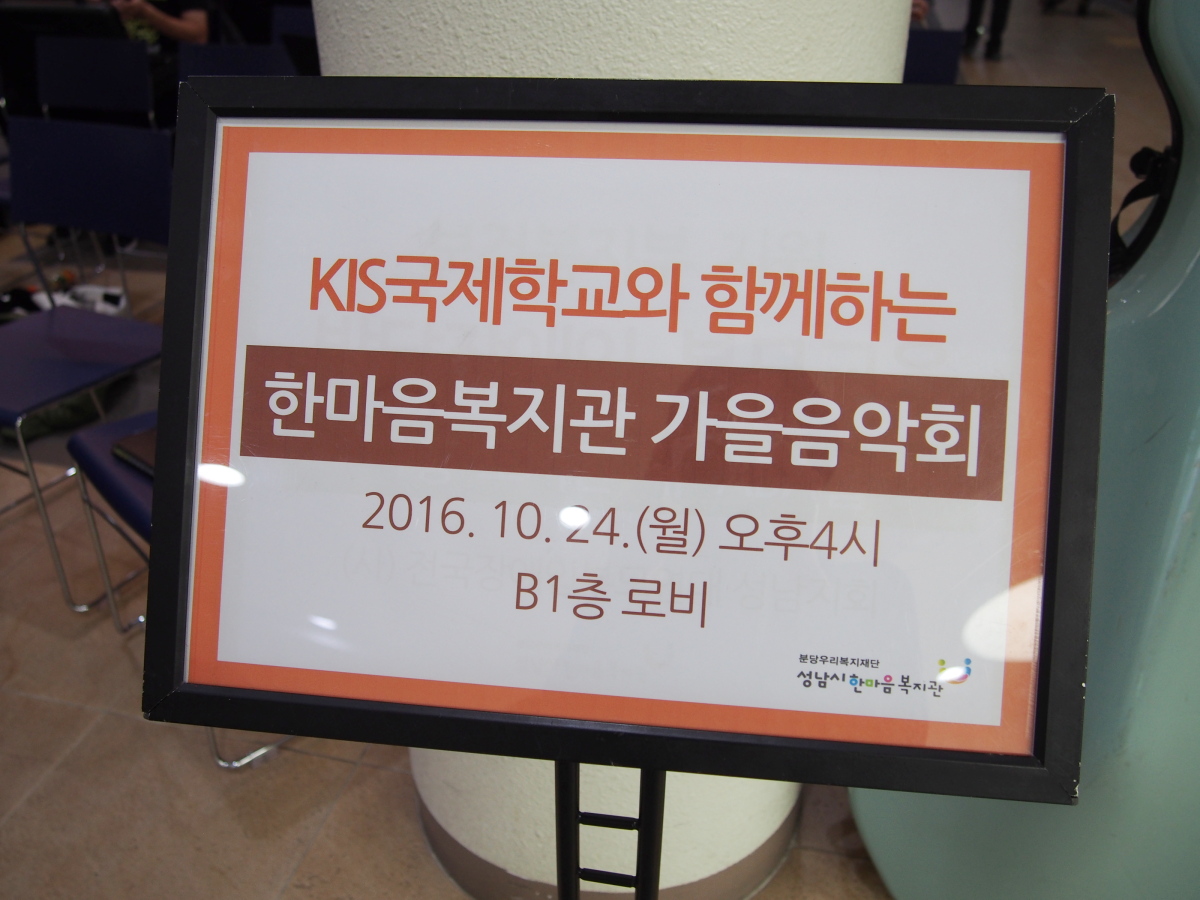 KIS국제학교와 함께하는
한마음복지관 가을음악회
2016. 10. 24.(월) 오후4시
B1층 로비
분당우리복지재단
성남시 한마음복지관